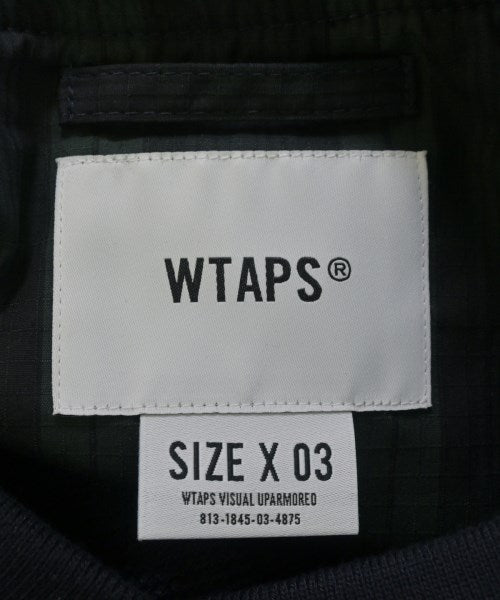 WTAPS®
SIZE X 03
WTAPS VISUAL UPARMORED
813-1845-03-4875